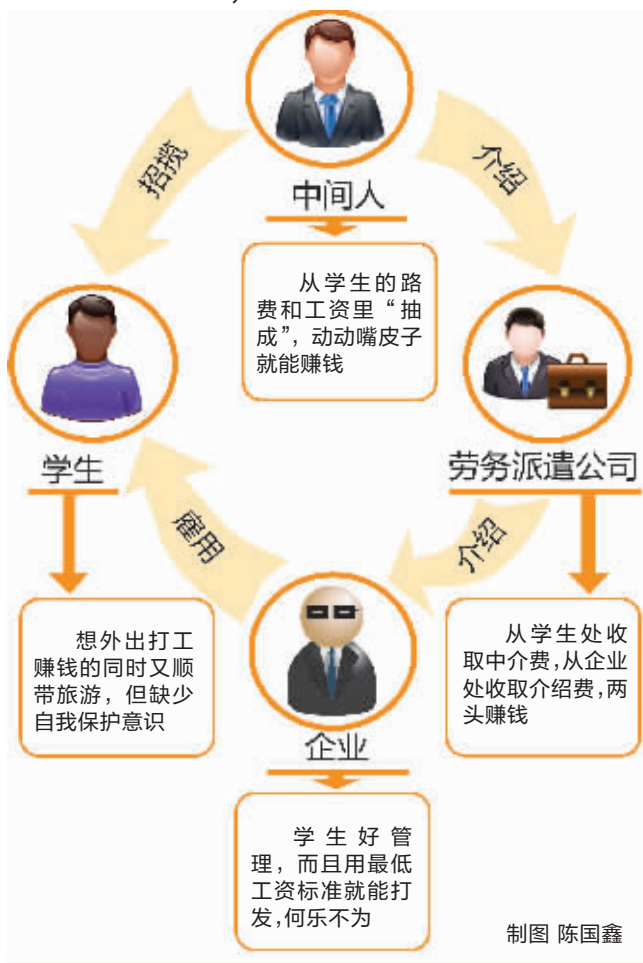 招揽
介绍
中间人
从学生的路
费和工资里“抽
成”，动动嘴皮子
就能赚钱
学生
劳务派遣公司
雇用
介绍
想外出打工
赚钱的同时又顺
带旅游，但缺少
自我保护意识
从学生处收
取中介费,从企业
处收取介绍费,两
头赚钱
企业
学生好管
理，而且用最低
工资标准就能打
发,何乐不为
制图 陈国鑫